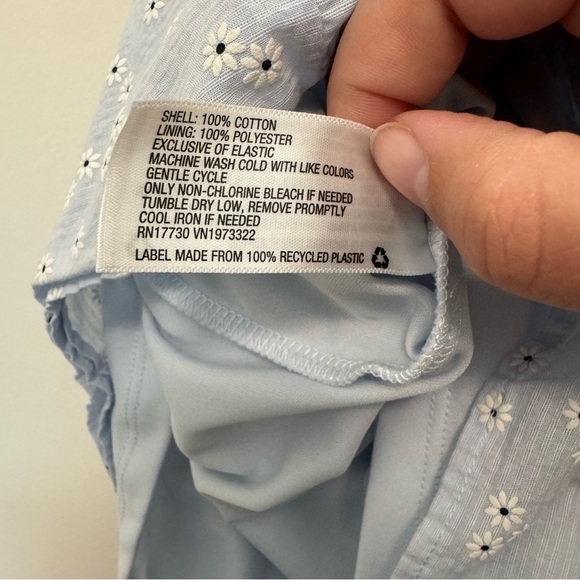 SHELL: 100% COTTON
LINING: 100% POLYESTER
EXCLUSIVE OF ELASTIC
MACHINE WASH COLD WITH LIKE COLORS
GENTLE CYCLE
ONLY NON-CHLORINE BLEACH IF NEEDED
TUMBLE DRY LOW, REMOVE PROMPTLY
COOL IRON IF NEEDED
RN17730 VN1973322
LABEL MADE FROM 100% RECYCLED PLASTIC